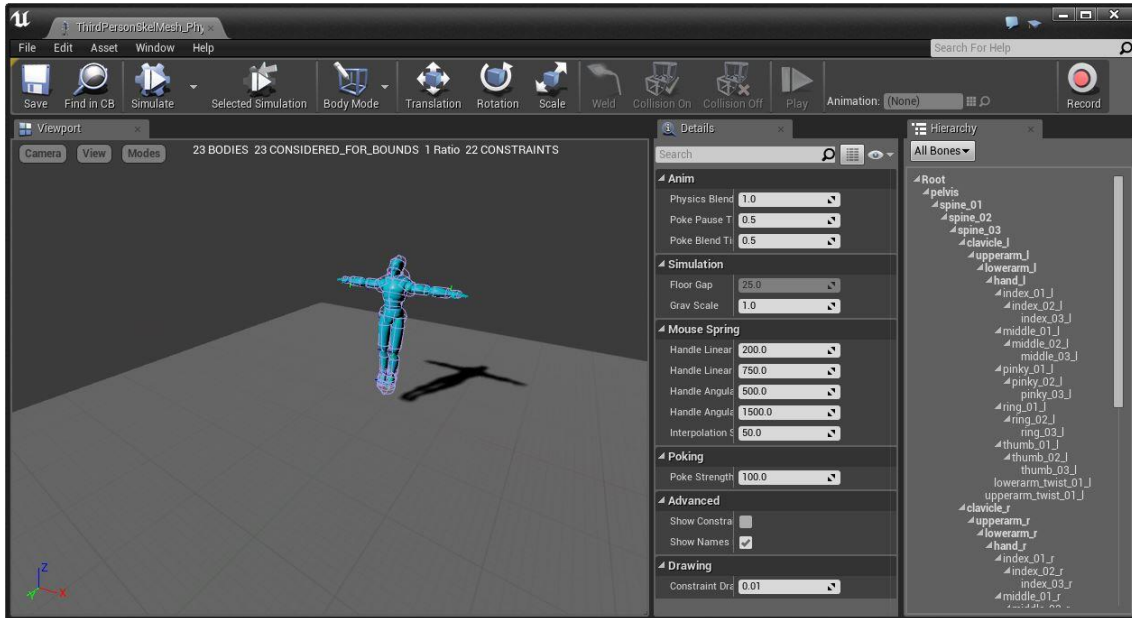 ThirdPersonSkelMesh_Phy
File Edit Asset Window Help
Search For Help
Save Find in CB Simulate Selected Simulation Body Mode Translation Rotation Scale Weld Collision On Collision Off Play Animation: (None) Record
Viewport
Camera View Modes 23 BODIES 23 CONSIDERED_FOR_BOUNDS 1 Ratio 22 CONSTRAINTS
Z
Y
X
Details
Search
Anim
Physics Blend 1.0
Poke Pause T 0.5
Poke Blend Ti 0.5
Simulation
Floor Gap 25.0
Grav Scale 1.0
Mouse Spring
Handle Linear 200.0
Handle Linear 750.0
Handle Angula 500.0
Handle Angula 1500.0
Interpolation S 50.0
Poking
Poke Strength 100.0
Advanced
Show Constra
Show Names
Drawing
Constraint Dra 0.01
Hierarchy
All Bones
Root
pelvis
spine_01
spine_02
spine_03
clavicle_l
upperarm_l
lowerarm_l
hand_l
index_01_l
index_02_l
index_03_l
middle_01_l
middle_02_l
middle_03_l
pinky_01_l
pinky_02_l
pinky_03_l
ring_01_l
ring_02_l
ring_03_l
thumb_01_l
thumb_02_l
thumb_03_l
lowerarm_twist_01_l
upperarm_twist_01_l
clavicle_r
upperarm_r
lowerarm_r
hand_r
index_01_r
index_02_r
index_03_r
middle_01_r